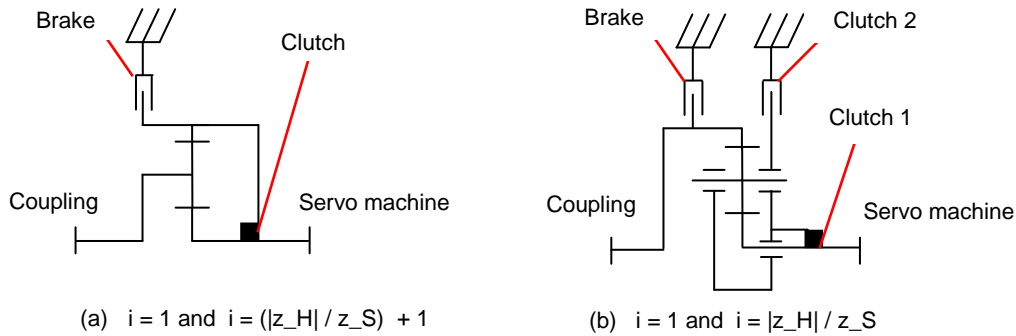 Brake
Clutch
Coupling
Servo machine
(a) i = 1 and i = (|z_H| / z_S) + 1
Brake
Clutch 2
Clutch 1
Coupling
Servo machine
(b) i = 1 and i = |z_H| / z_S